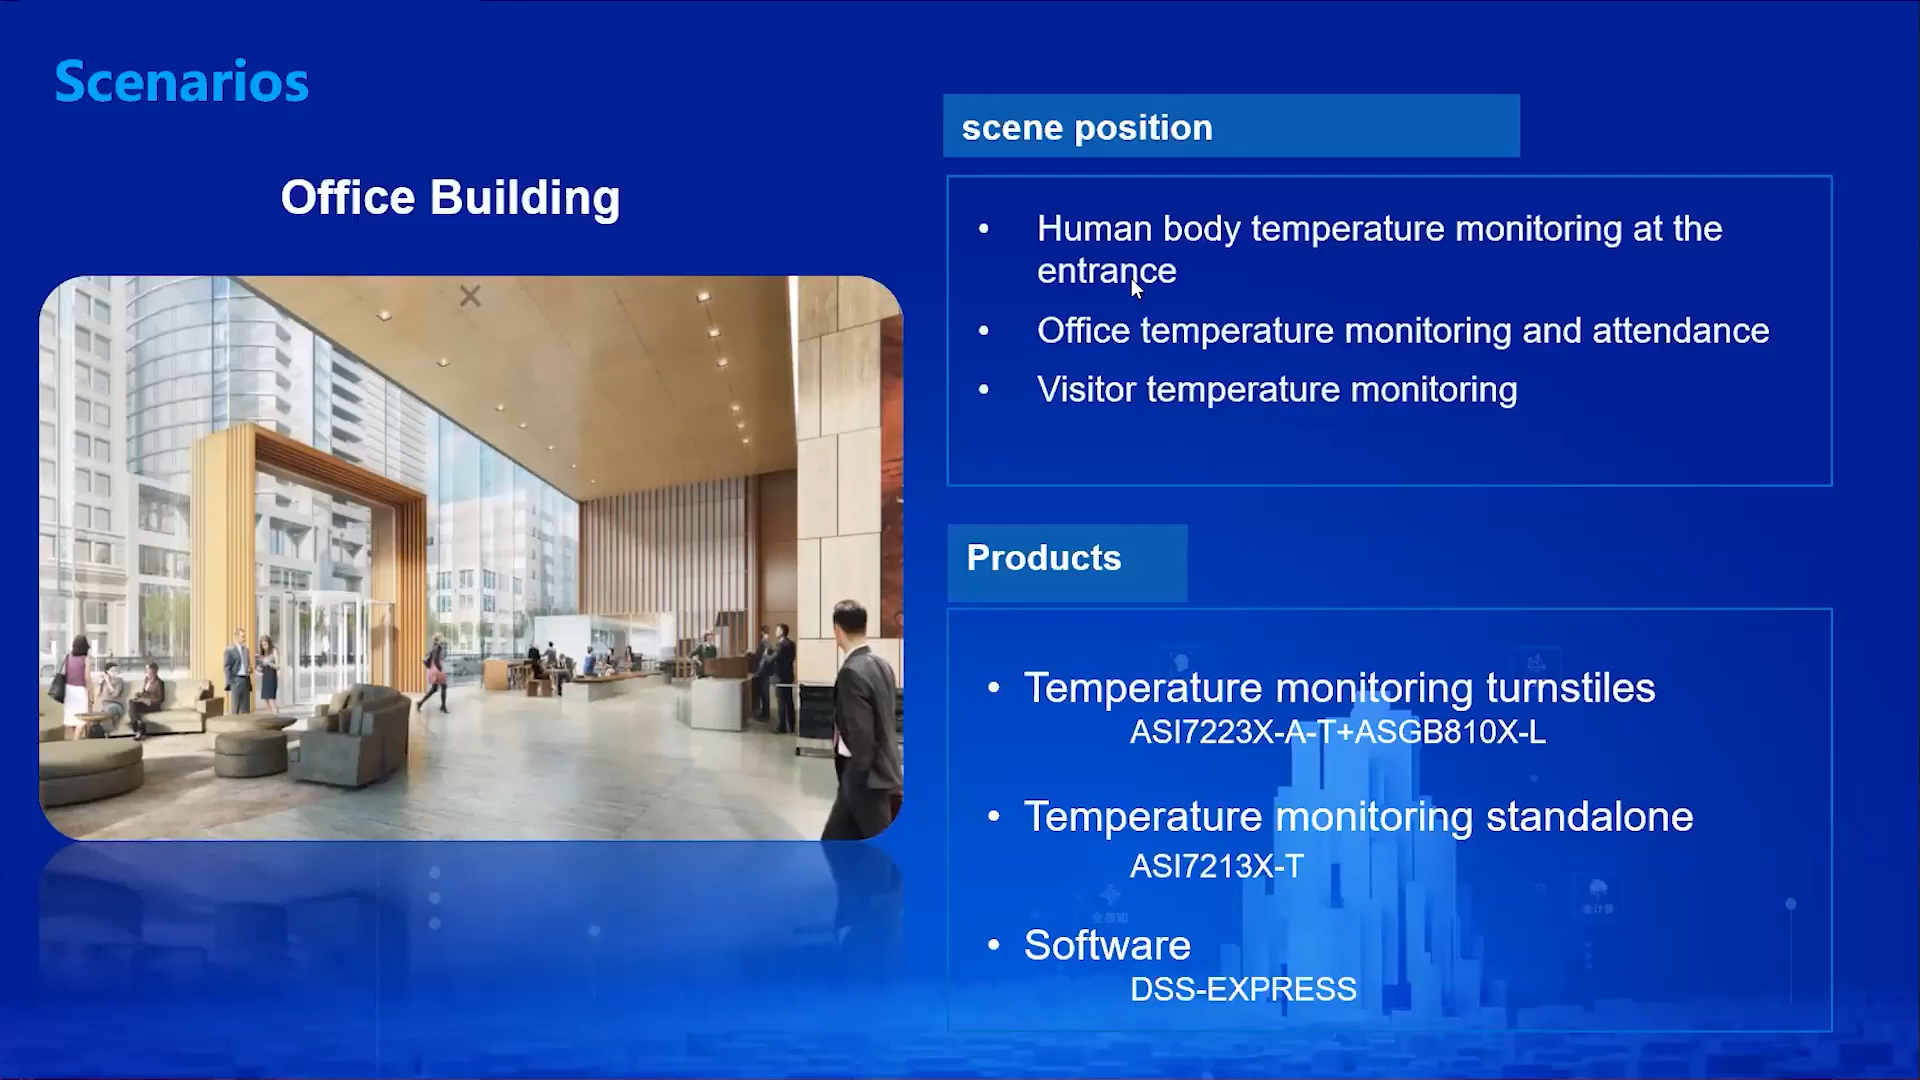 Scenarios
Office Building
scene position
• Human body temperature monitoring at the
entrance
• Office temperature monitoring and attendance
• Visitor temperature monitoring
Products
• Temperature monitoring turnstiles
ASI7223X-A-T+ASGB810X-L
• Temperature monitoring standalone
ASI7213X-T
• Software
DSS-EXPRESS